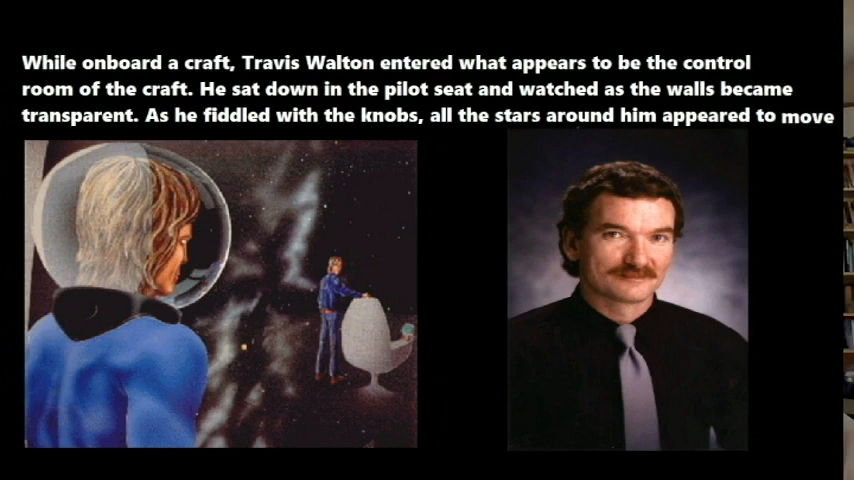 While onboard a craft, Travis Walton entered what appears to be the control
room of the craft. He sat down in the pilot seat and watched as the walls became
transparent. As he fiddled with the knobs, all the stars around him appeared to move